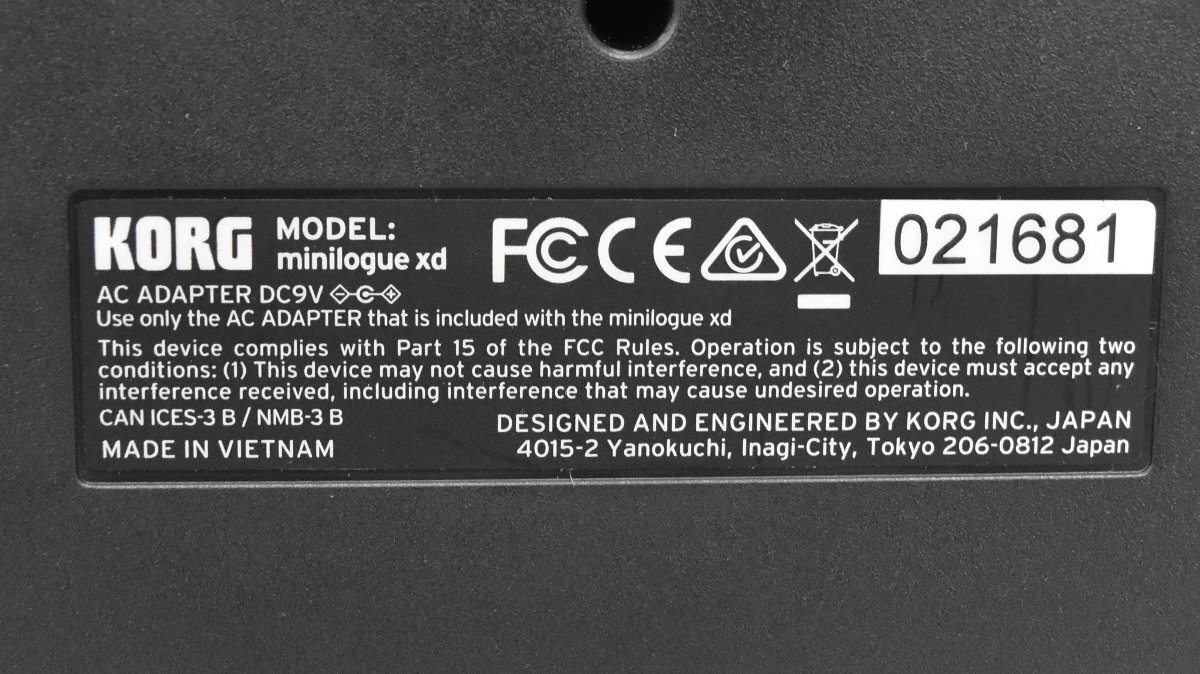 KORG MODEL: minilogue xd FCC CE 021681
AC ADAPTER DC9V
Use only the AC ADAPTER that is included with the minilogue xd
This device complies with Part 15 of the FCC Rules. Operation is subject to the following two
conditions: (1) This device may not cause harmful interference, and (2) this device must accept any
interference received, including interference that may cause undesired operation.
CAN ICES-3 B / NMB-3 B
DESIGNED AND ENGINEERED BY KORG INC., JAPAN
MADE IN VIETNAM
4015-2 Yanokuchi, Inagi-City, Tokyo 206-0812 Japan